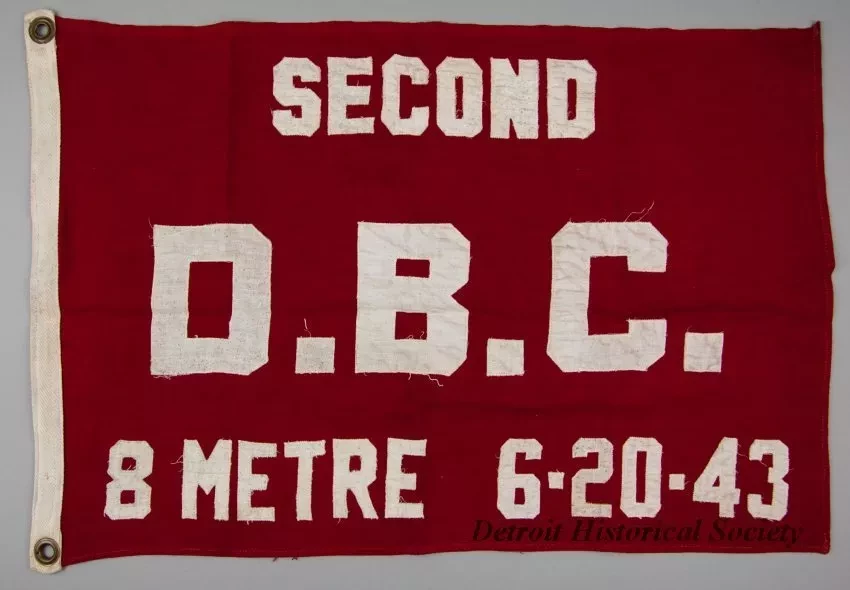 SECOND
D.B.C.
8 METRE 6-20-43
Detroit Historical Society